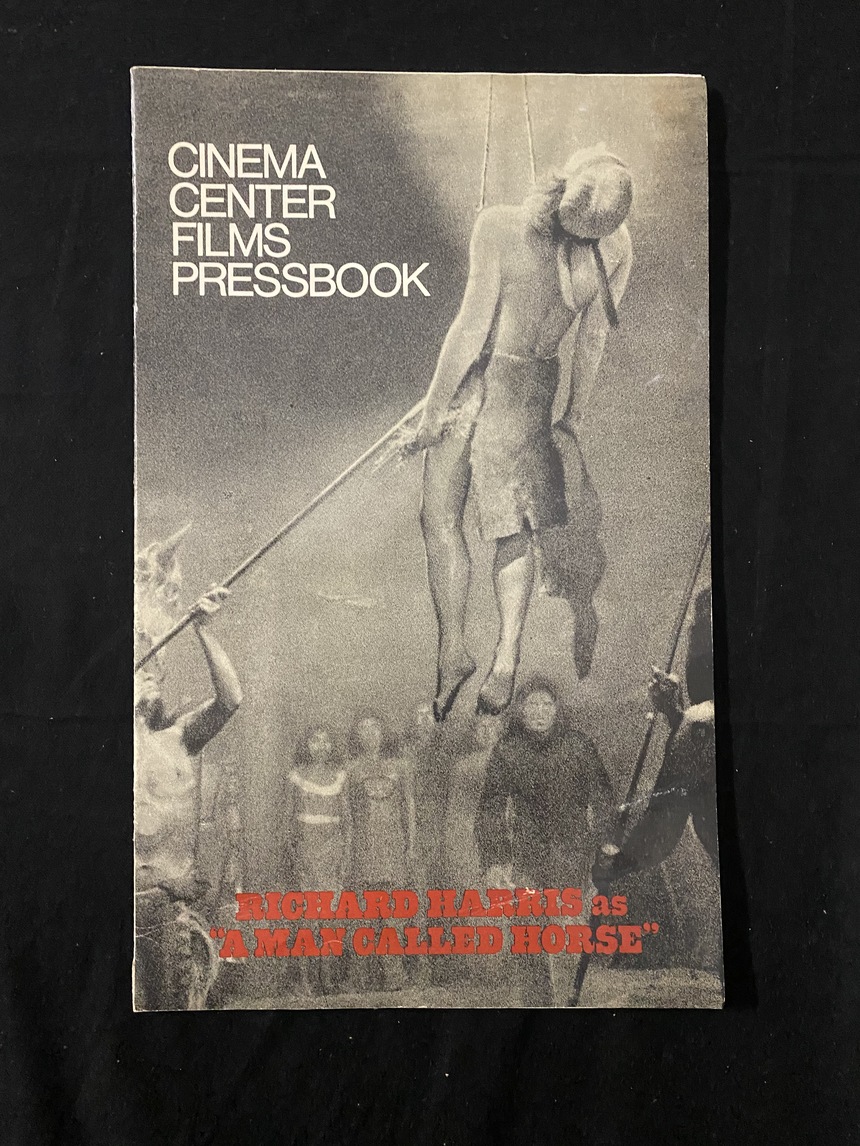 CINEMA
CENTER
FILMS
PRESSBOOK
RICHARD HARRIS as
“A MAN CALLED HORSE”